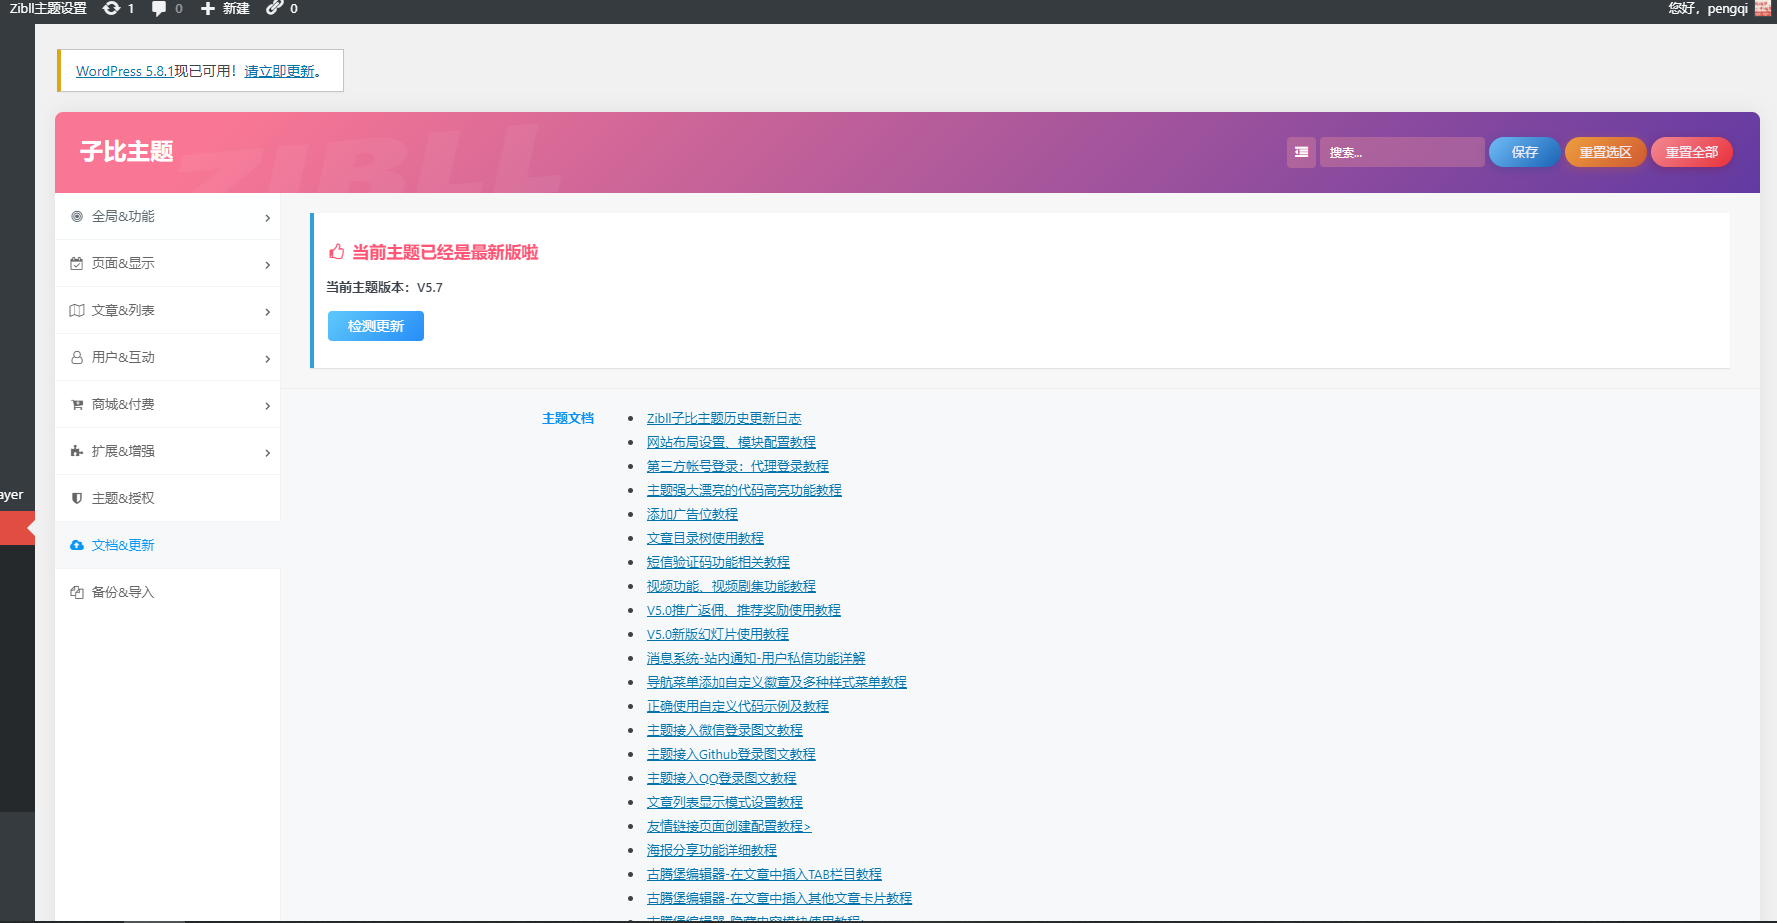 Zibll主题设置 1 0 新建 0 您好，pengqi
WordPress 5.8.1现已可用！请立即更新。
子比主题
ZIBLL
搜索... 保存 重置选区 重置全部
全局&功能
页面&显示
文章&列表
用户&互动
商城&付费
扩展&增强
主题&授权
ayer
文档&更新
备份&导入
当前主题已经是最新版啦
当前主题版本：V5.7
检测更新
主题文档
Zibll子比主题历史更新日志
网站布局设置、模块配置教程
第三方帐号登录：代理登录教程
主题强大漂亮的代码高亮功能教程
添加广告位教程
文章目录树使用教程
短信验证码功能相关教程
视频功能、视频剧集功能教程
V5.0推广返佣、推荐奖励使用教程
V5.0新版幻灯片使用教程
消息系统-站内通知-用户私信功能详解
导航菜单添加自定义徽章及多种样式菜单教程
正确使用自定义代码示例及教程
主题接入微信登录图文教程
主题接入Github登录图文教程
主题接入QQ登录图文教程
文章列表显示模式设置教程
友情链接页面创建配置教程>
海报分享功能详细教程
古腾堡编辑器-在文章中插入TAB栏目教程
古腾堡编辑器-在文章中插入其他文章卡片教程